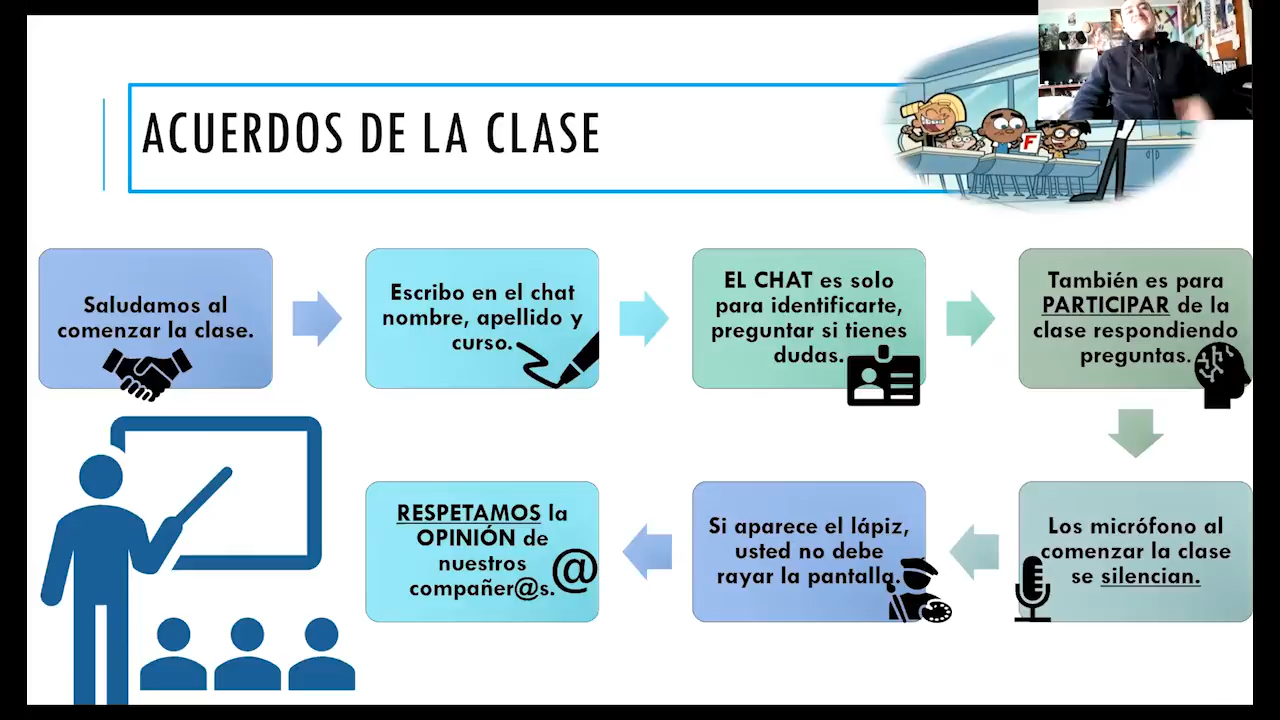 ACUERDOS DE LA CLASE
F
Saludamos al
comenzar la clase.
Escribo en el chat
nombre, apellido y
curso.
EL CHAT es solo
para identificarte,
preguntar si tienes
dudas.
También es para
PARTICIPAR de la
clase respondiendo
preguntas.
Los micrófono al
comenzar la clase
se silencian.
Si aparece el lápiz,
usted no debe
rayar la pantalla.
RESPETAMOS la
OPINIÓN de
nuestros
compañer@s.
@